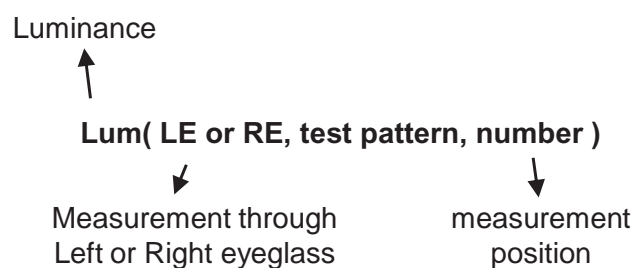 Luminance
Lum( LE or RE, test pattern, number )
Measurement through measurement
Left or Right eyeglass position